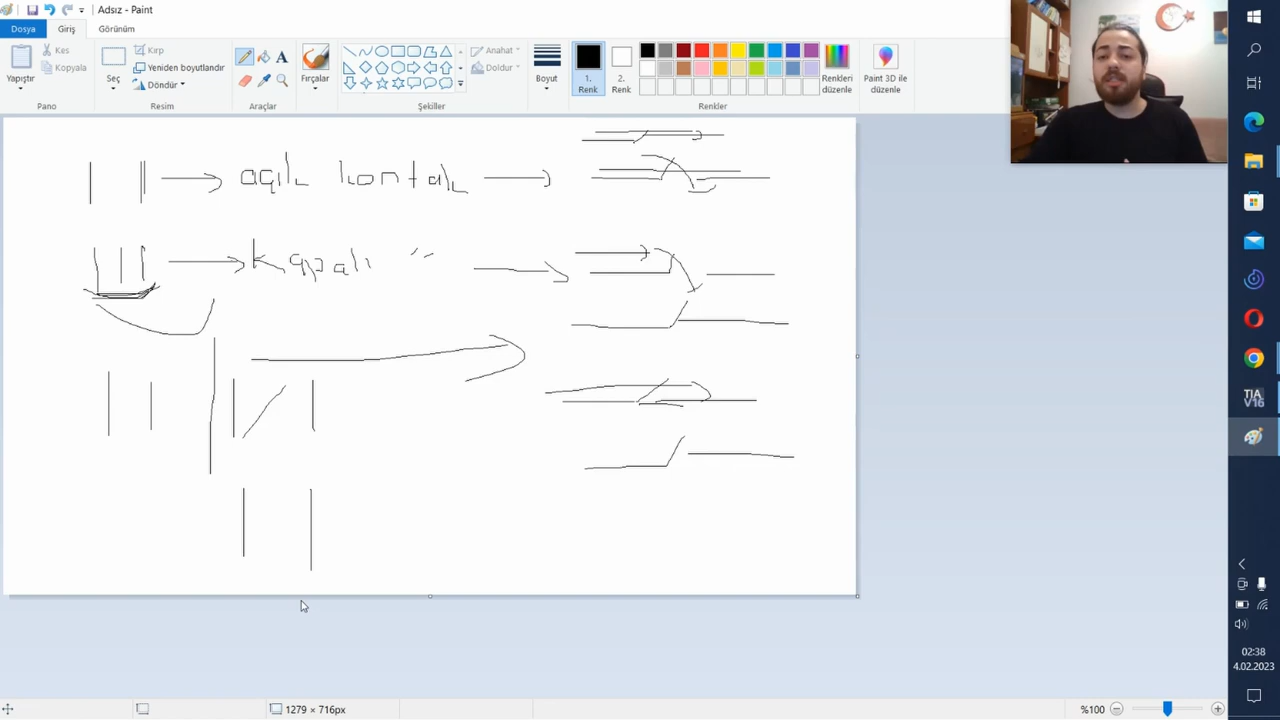 Adsız - Paint
Dosya Giriş Görünüm
Yapıştır
Kes
Kopyala
Seç
Kırp
Yeniden boyutlandır
Döndür
Fırçalar
Anahat
Doldur
Boyut
1.
Renk
2.
Renk
Renkleri
düzenle
Paint 3D ile
düzenle
Pano Resim Araçlar Şekiller Renkler
açık kontak
Kapalı
TIA
V16
02:38
4.02.2023
1279 × 716px
%100